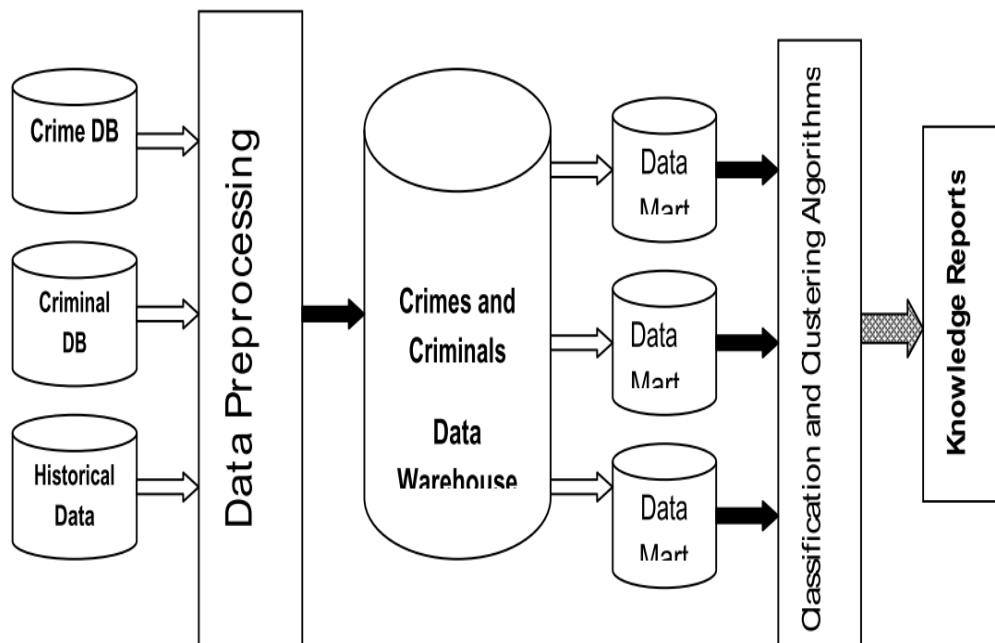 Crime DB
Criminal
DB
Historical
Data
Data Preprocessing
Crimes and
Criminals
Data
Warehouse
Data
Mart
Data
Mart
Data
Mart
Classification and Clustering Algorithms
Knowledge Reports